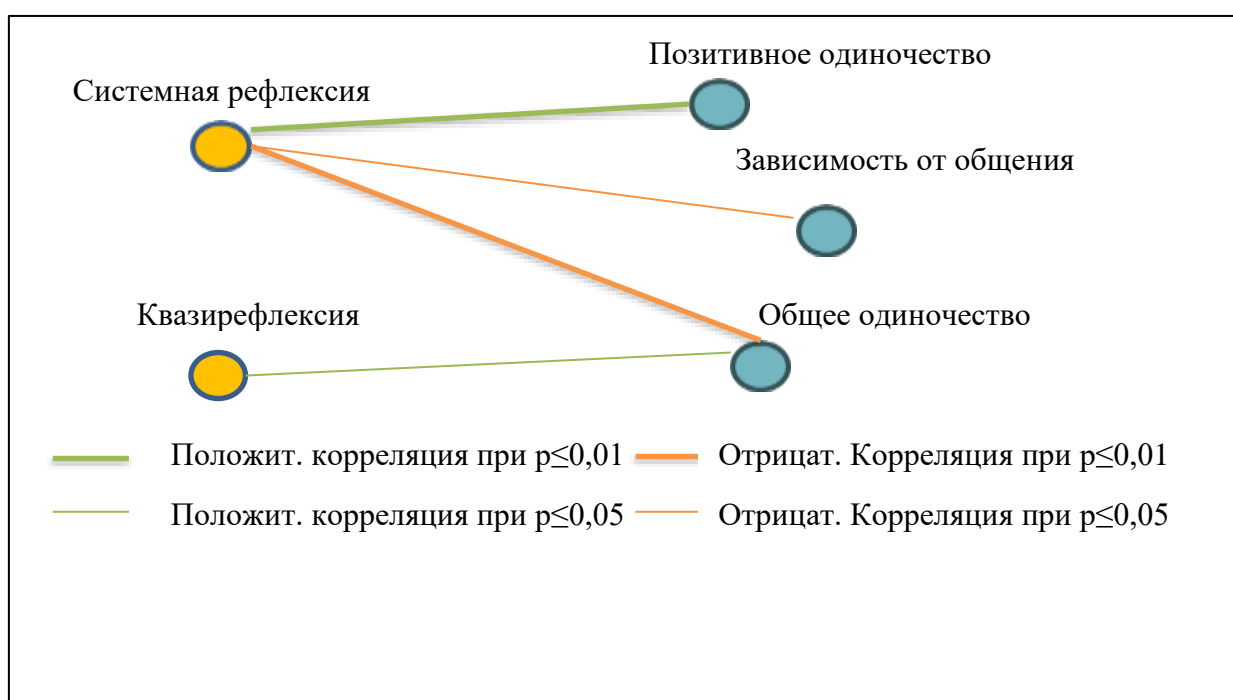 Позитивное одиночество
Системная рефлексия
Зависимость от общения
Квазирефлексия
Общее одиночество
Положит. корреляция при p≤0,01
Отрицат. Корреляция при p≤0,01
Положит. корреляция при p≤0,05
Отрицат. Корреляция при p≤0,05